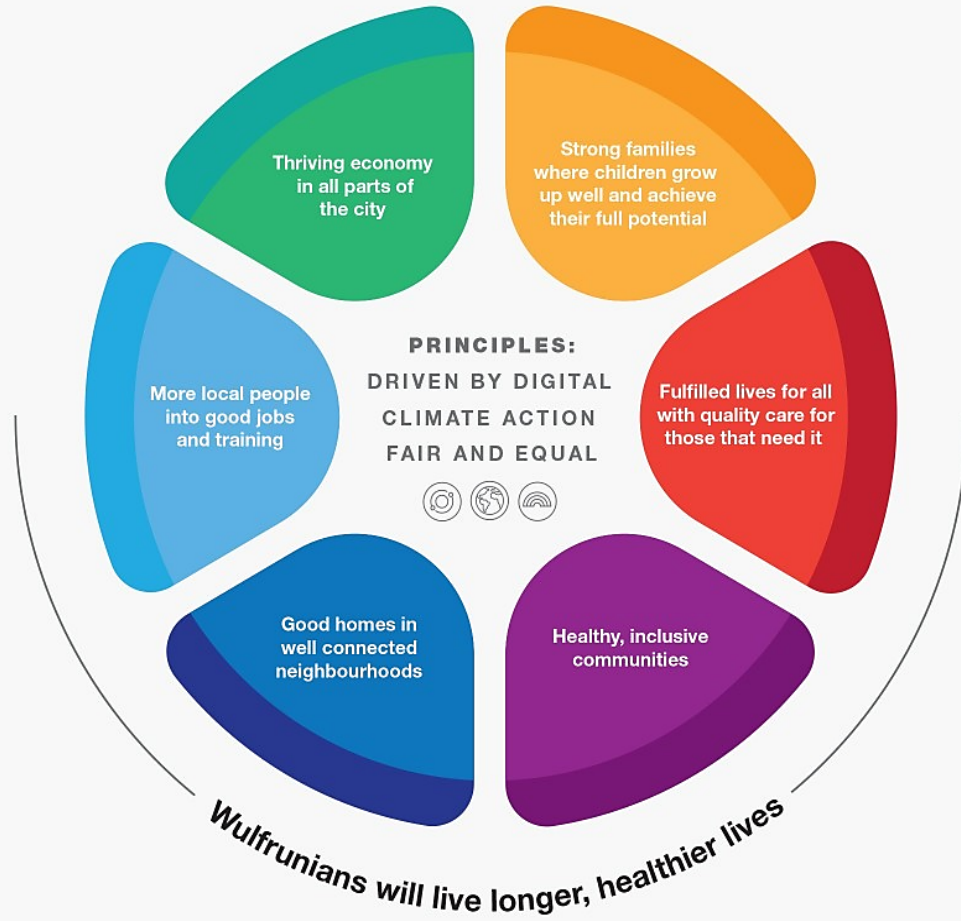 Thriving economy
in all parts of
the city
Strong families
where children grow
up well and achieve
their full potential
More local people
into good jobs
and training
PRINCIPLES:
DRIVEN BY DIGITAL
CLIMATE ACTION
FAIR AND EQUAL
Fulfilled lives for all
with quality care for
those that need it
Good homes in
well connected
neighbourhoods
Healthy, inclusive
communities
Wulfrunians will live longer, healthier lives